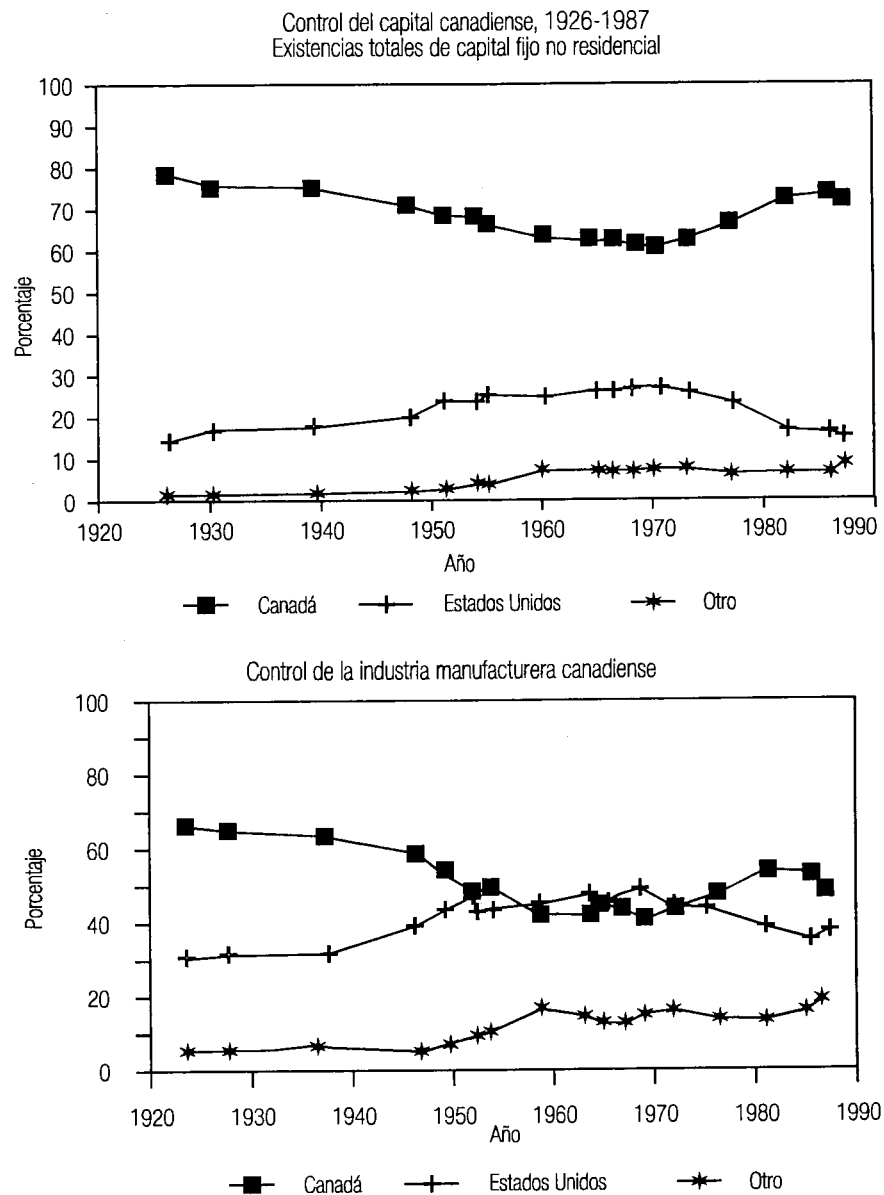 Control del capital canadiense, 1926-1987
Existencias totales de capital fijo no residencial
100
90
80
70
60
50
40
30
20
10
0
Porcentaje
1920 1930 1940 1950 1960 1970 1980 1990
Año
Canadá Estados Unidos Otro
Control de la industria manufacturera canadiense
100
80
60
40
20
0
Porcentaje
1920 1930 1940 1950 1960 1970 1980 1990
Año
Canadá Estados Unidos Otro